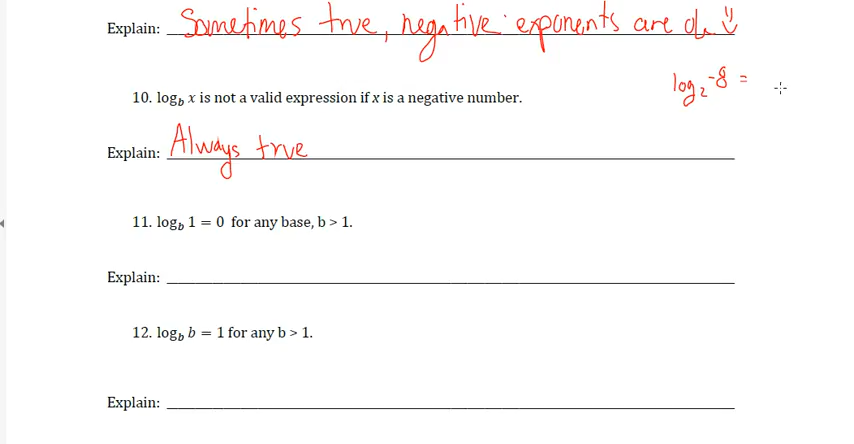 Explain: Sometimes true, negative exponents are ok
10. log_b x is not a valid expression if x is a negative number.
log_2 -8 =
Explain: Always true
11. log_b 1 = 0 for any base, b > 1.
Explain:
12. log_b b = 1 for any b > 1.
Explain: